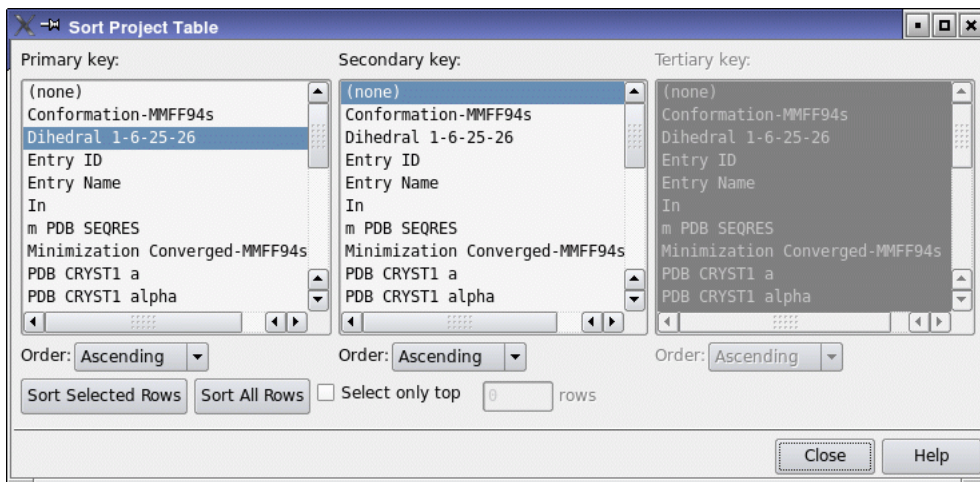 Sort Project Table
Primary key:
(none)
Conformation-MMFF94s
Dihedral 1-6-25-26
Entry ID
Entry Name
In
m PDB SEQRES
Minimization Converged-MMFF94s
PDB CRYST1 a
PDB CRYST1 alpha
Order: Ascending
Secondary key:
(none)
Conformation-MMFF94s
Dihedral 1-6-25-26
Entry ID
Entry Name
In
m PDB SEQRES
Minimization Converged-MMFF94s
PDB CRYST1 a
PDB CRYST1 alpha
Order: Ascending
Tertiary key:
(none)
Conformation-MMFF94s
Dihedral 1-6-25-26
Entry ID
Entry Name
In
m PDB SEQRES
Minimization Converged-MMFF94s
PDB CRYST1 a
PDB CRYST1 alpha
Order: Ascending
Sort Selected Rows Sort All Rows Select only top 0 rows
Close Help